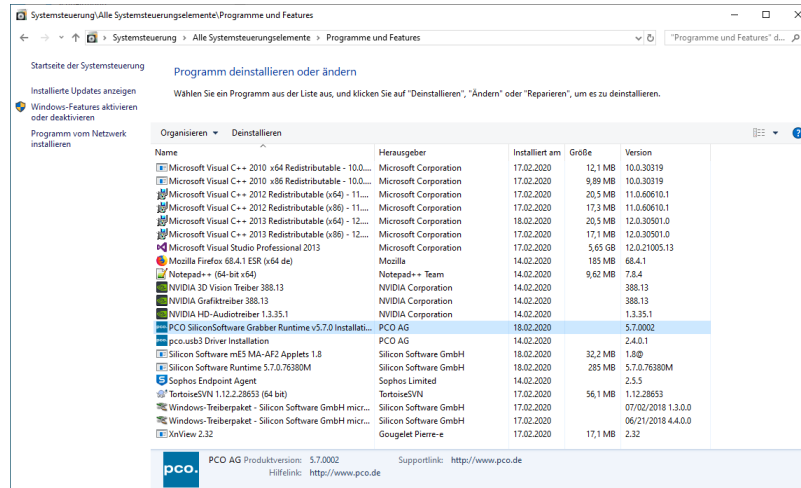 Systemsteuerung\Alle Systemsteuerungselemente\Programme und Features
Systemsteuerung > Alle Systemsteuerungselemente > Programme und Features
"Programme und Features" d...
Startseite der Systemsteuerung
Installierte Updates anzeigen
Windows-Features aktivieren
oder deaktivieren
Programm vom Netzwerk
installieren
Programm deinstallieren oder ändern
Wählen Sie ein Programm aus der Liste aus, und klicken Sie auf "Deinstallieren", "Ändern" oder "Reparieren", um es zu deinstallieren.
Organisieren Deinstallieren
Name Herausgeber Installiert am Größe Version
Microsoft Visual C++ 2010 x64 Redistributable - 10.0.... Microsoft Corporation 17.02.2020 12,1 MB 10.0.30319
Microsoft Visual C++ 2010 x86 Redistributable - 10.0.... Microsoft Corporation 17.02.2020 9,89 MB 10.0.30319
Microsoft Visual C++ 2012 Redistributable (x64) - 11.... Microsoft Corporation 17.02.2020 20,5 MB 11.0.60610.1
Microsoft Visual C++ 2012 Redistributable (x86) - 11.... Microsoft Corporation 17.02.2020 17,3 MB 11.0.60610.1
Microsoft Visual C++ 2013 Redistributable (x64) - 12.... Microsoft Corporation 18.02.2020 20,5 MB 12.0.30501.0
Microsoft Visual C++ 2013 Redistributable (x86) - 12.... Microsoft Corporation 17.02.2020 17,1 MB 12.0.30501.0
Microsoft Visual Studio Professional 2013 Microsoft Corporation 17.02.2020 5,65 GB 12.0.21005.13
Mozilla Firefox 68.4.1 ESR (x64 de) Mozilla 14.02.2020 185 MB 68.4.1
Notepad++ (64-bit x64) Notepad++ Team 14.02.2020 9,62 MB 7.8.4
NVIDIA 3D Vision Treiber 388.13 NVIDIA Corporation 14.02.2020 388.13
NVIDIA Grafiktreiber 388.13 NVIDIA Corporation 14.02.2020 388.13
NVIDIA HD-Audiotreiber 1.3.35.1 NVIDIA Corporation 14.02.2020 1.3.35.1
PCO SiliconSoftware Grabber Runtime v5.7.0 Installati... PCO AG 18.02.2020 5.7.0002
pco.usb3 Driver Installation PCO AG 14.02.2020 2.4.0.1
Silicon Software mE5 MA-AF2 Applets 1.8 Silicon Software GmbH 18.02.2020 32,2 MB 1.8@
Silicon Software Runtime 5.7.0.76380M Silicon Software GmbH 18.02.2020 285 MB 5.7.0.76380M
Sophos Endpoint Agent Sophos Limited 14.02.2020 2.5.5
TortoiseSVN 1.12.2.28653 (64 bit) TortoiseSVN 17.02.2020 56,1 MB 1.12.28653
Windows-Treiberpaket - Silicon Software GmbH micr... Silicon Software GmbH 17.02.2020 07/02/2018 1.3.0.0
Windows-Treiberpaket - Silicon Software GmbH micr... Silicon Software GmbH 17.02.2020 06/21/2018 4.4.0.0
XnView 2.32 Gougelet Pierre-e 17.02.2020 17,1 MB 2.32
pco.
PCO AG Produktversion: 5.7.0002 Supportlink: http://www.pco.de
Hilfelink: http://www.pco.de